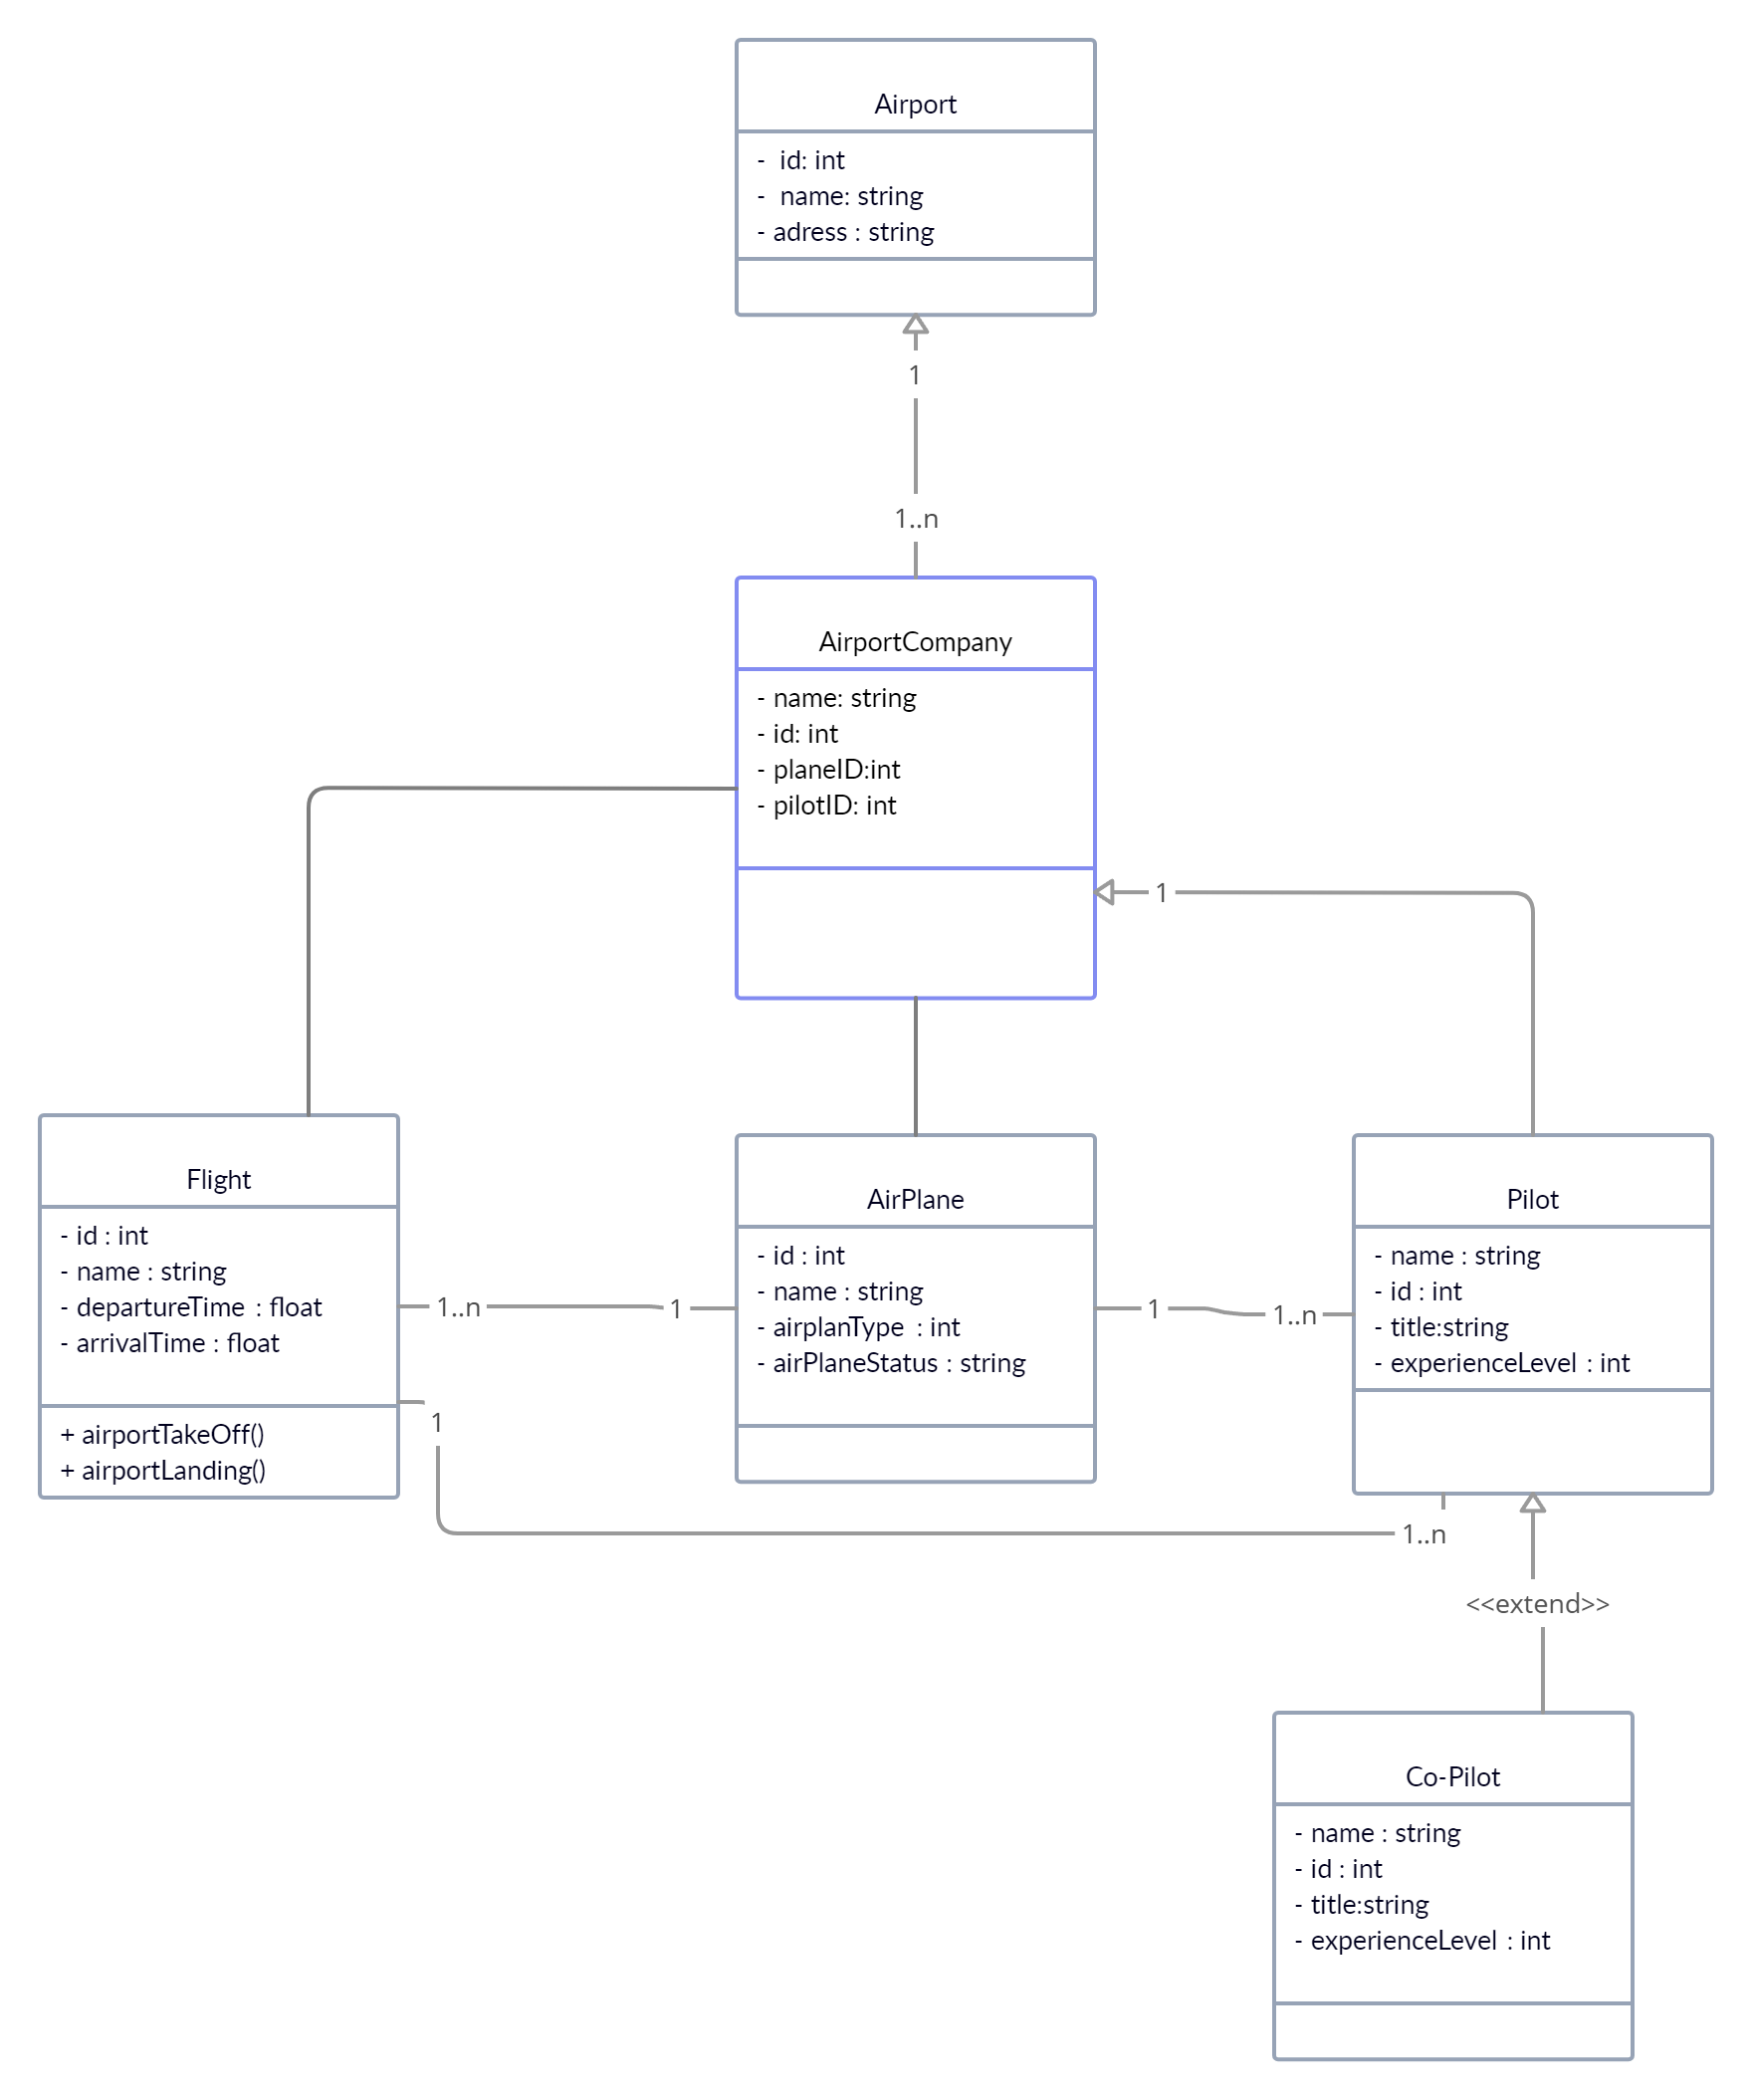 Airport
- id: int
- name: string
- adress : string
1
1..n
AirportCompany
- name: string
- id: int
- planeID:int
- pilotID: int
1
Flight
- id : int
- name : string
- departureTime : float
- arrivalTime : float
+ airportTakeOff()
+ airportLanding()
1..n
1
AirPlane
- id : int
- name : string
- airplanType : int
- airPlaneStatus : string
1
1..n
Pilot
- name : string
- id : int
- title:string
- experienceLevel : int
1
1..n
<<extend>>
Co-Pilot
- name : string
- id : int
- title:string
- experienceLevel : int